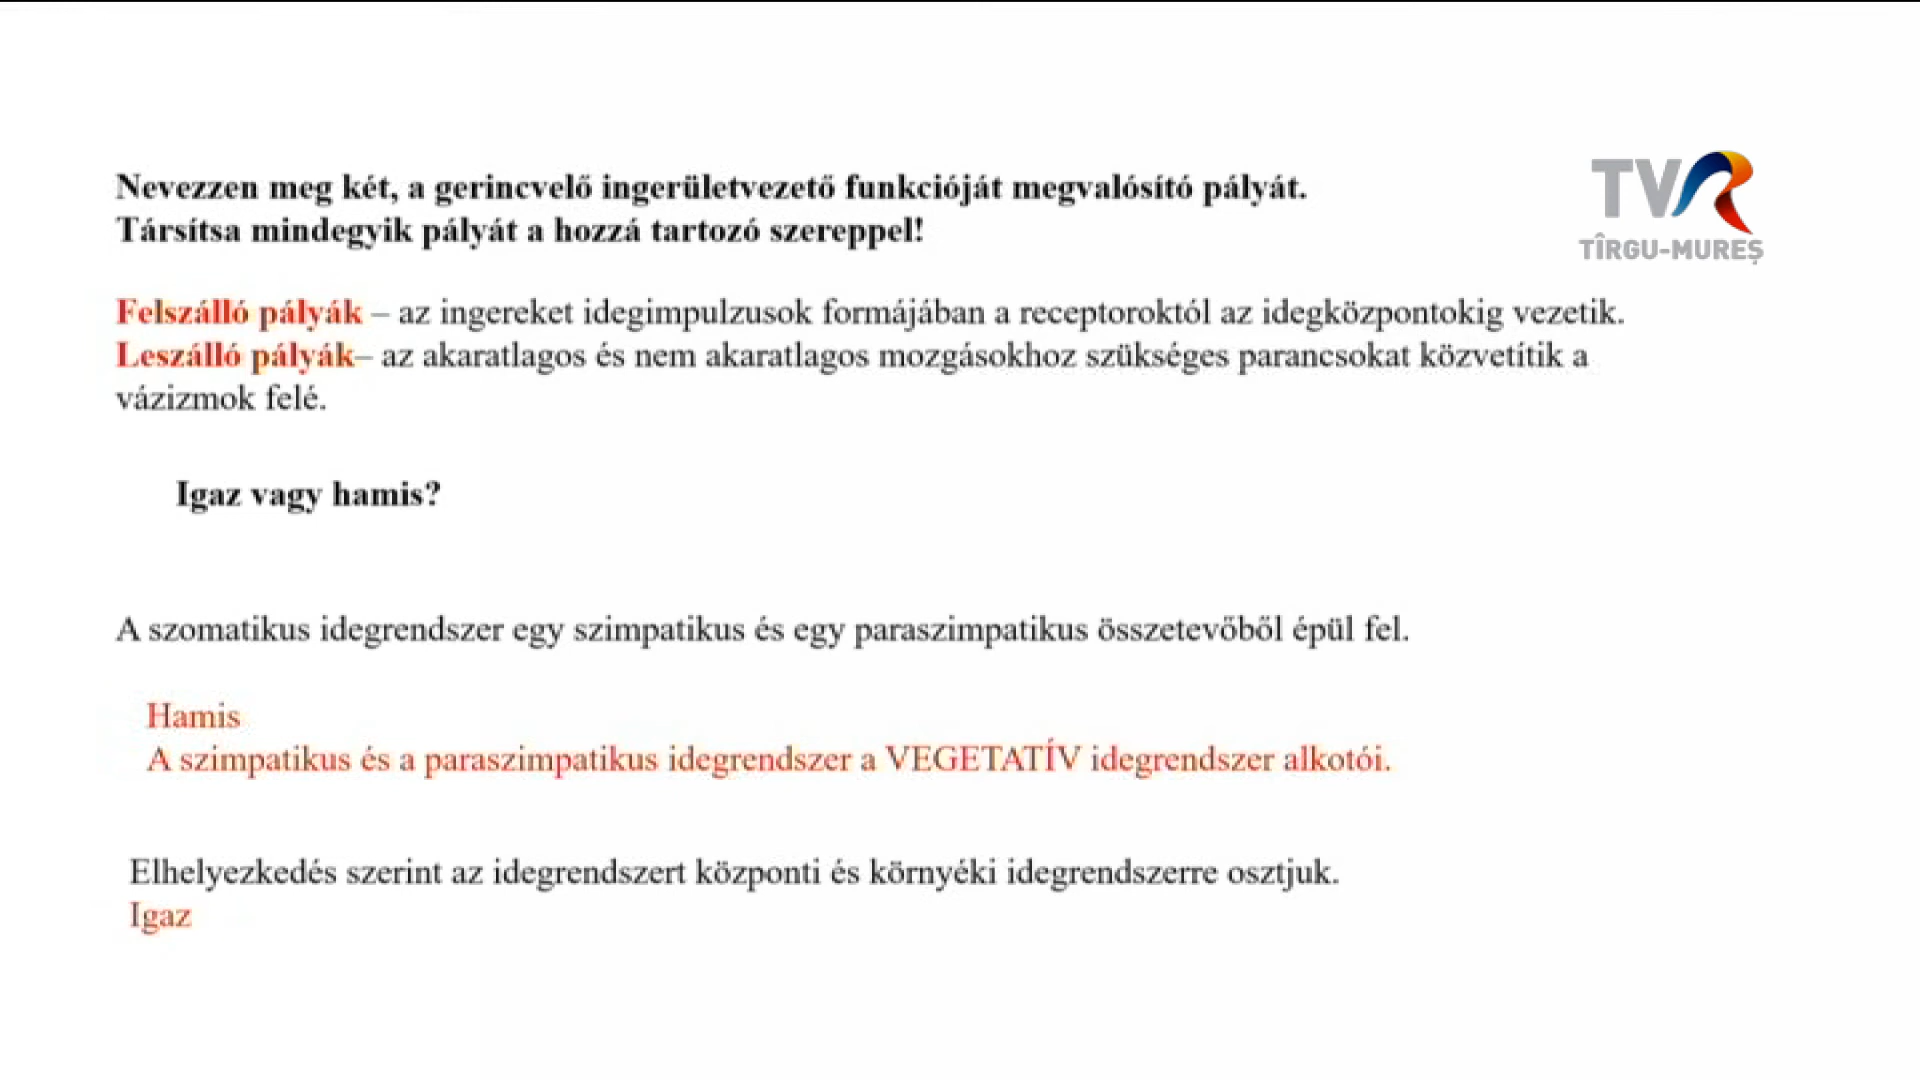 Nevezzen meg két, a gerincvelő ingerületvezető funkcióját megvalósító pályát.
Társítsa mindegyik pályát a hozzá tartozó szereppel!
TVR
TÎRGU-MUREȘ
Felszálló pályák – az ingereket idegimpulzusok formájában a receptoroktól az idegközpontokig vezetik.
Leszálló pályák– az akaratlagos és nem akaratlagos mozgásokhoz szükséges parancsokat közvetítik a
vázizmok felé.
Igaz vagy hamis?
A szomatikus idegrendszer egy szimpatikus és egy paraszimpatikus összetevőből épül fel.
Hamis
A szimpatikus és a paraszimpatikus idegrendszer a VEGETATÍV idegrendszer alkotói.
Elhelyezkedés szerint az idegrendszert központi és környéki idegrendszerre osztjuk.
Igaz